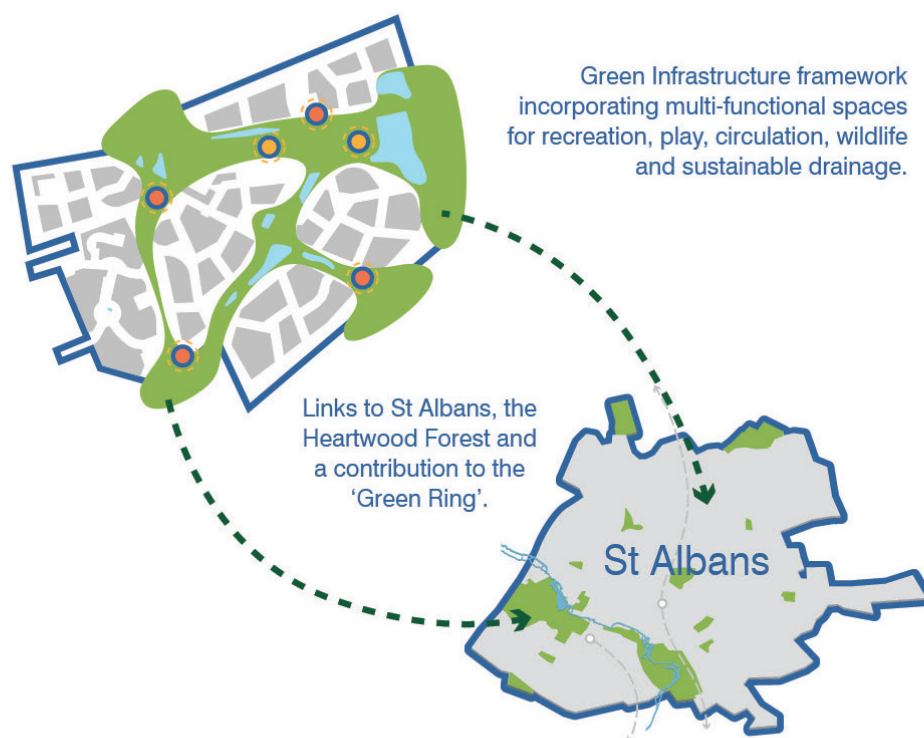 Green Infrastructure framework
incorporating multi-functional spaces
for recreation, play, circulation, wildlife
and sustainable drainage.
Links to St Albans, the
Heartwood Forest and
a contribution to the
‘Green Ring’.
St Albans